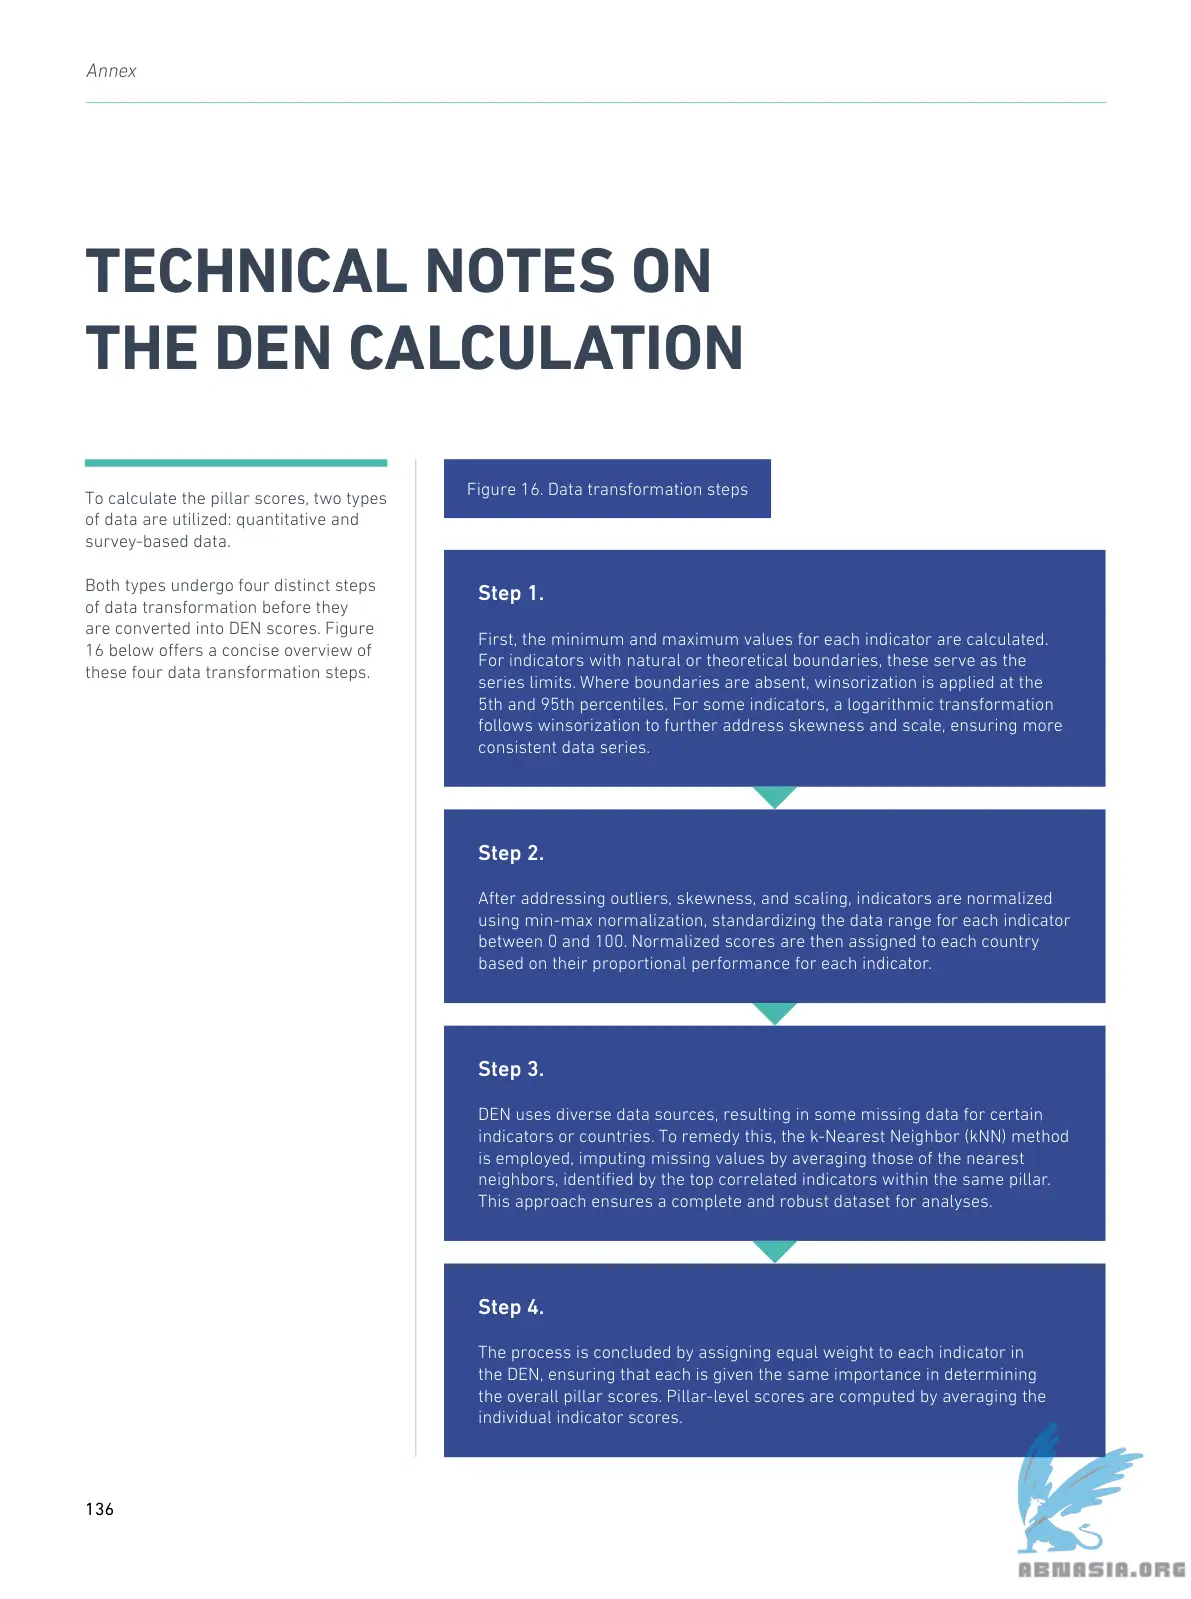 Annex
TECHNICAL NOTES ON
THE DEN CALCULATION
To calculate the pillar scores, two types
of data are utilized: quantitative and
survey-based data.
Both types undergo four distinct steps
of data transformation before they
are converted into DEN scores. Figure
16 below offers a concise overview of
these four data transformation steps.
Figure 16. Data transformation steps
Step 1.
First, the minimum and maximum values for each indicator are calculated.
For indicators with natural or theoretical boundaries, these serve as the
series limits. Where boundaries are absent, winsorization is applied at the
5th and 95th percentiles. For some indicators, a logarithmic transformation
follows winsorization to further address skewness and scale, ensuring more
consistent data series.
Step 2.
After addressing outliers, skewness, and scaling, indicators are normalized
using min-max normalization, standardizing the data range for each indicator
between 0 and 100. Normalized scores are then assigned to each country
based on their proportional performance for each indicator.
Step 3.
DEN uses diverse data sources, resulting in some missing data for certain
indicators or countries. To remedy this, the k-Nearest Neighbor (kNN) method
is employed, imputing missing values by averaging those of the nearest
neighbors, identified by the top correlated indicators within the same pillar.
This approach ensures a complete and robust dataset for analyses.
Step 4.
The process is concluded by assigning equal weight to each indicator in
the DEN, ensuring that each is given the same importance in determining
the overall pillar scores. Pillar-level scores are computed by averaging the
individual indicator scores.
136
ABNASIA.ORG